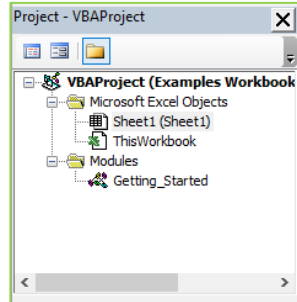 Project - VBAProject
VBAProject (Examples Workbook
Microsoft Excel Objects
Sheet1 (Sheet1)
ThisWorkbook
Modules
Getting_Started